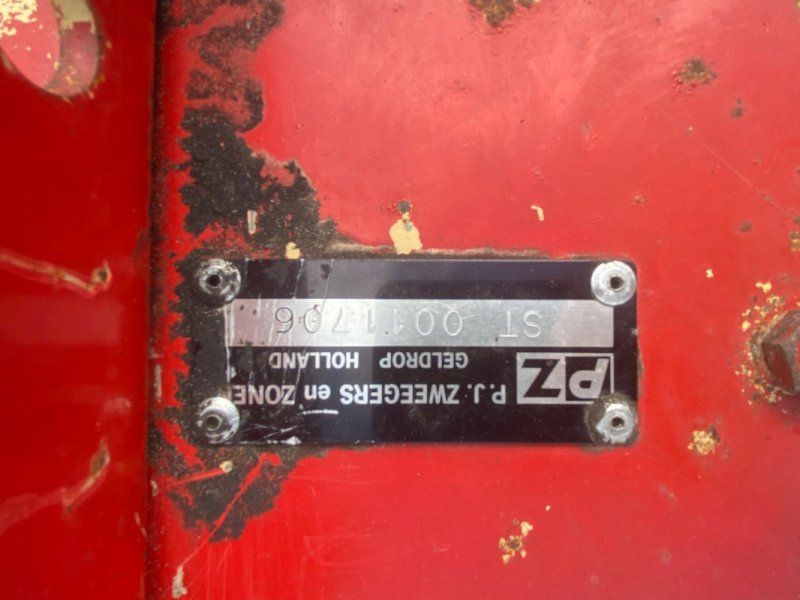 PZ P.J. ZWEEGERS en ZONE
GELDROP HOLLAND
ST 0011706